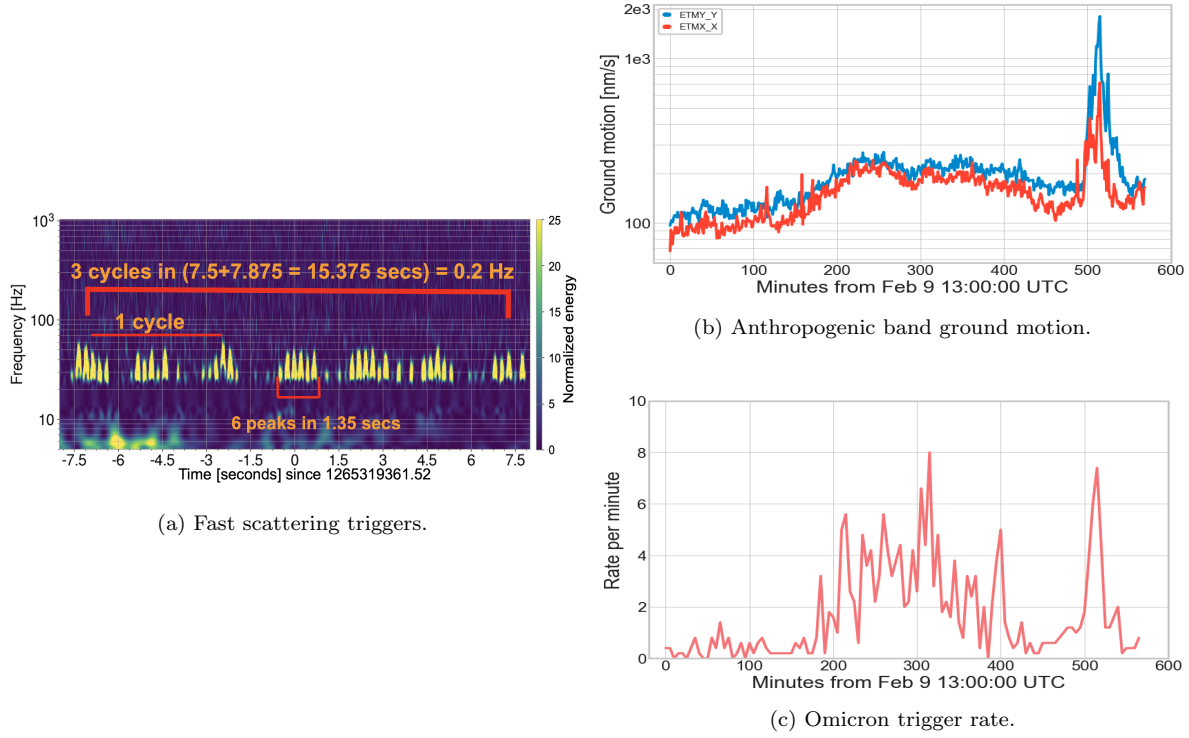 10³
100
10
Frequency [Hz]
3 cycles in (7.5+7.875 = 15.375 secs) = 0.2 Hz
1 cycle
6 peaks in 1.35 secs
-7.5 -6 -4.5 -3 -1.5 0 1.5 3 4.5 6 7.5
Time [seconds] since 1265319361.52
25
20
15
10
5
0
Normalized energy
(a) Fast scattering triggers.
ETMY_Y
ETMX_X
2e3
1e3
100
Ground motion [nm/s]
0 100 200 300 400 500 600
Minutes from Feb 9 13:00:00 UTC
(b) Anthropogenic band ground motion.
10
8
6
4
2
0
Rate per minute
0 100 200 300 400 500 600
Minutes from Feb 9 13:00:00 UTC
(c) Omicron trigger rate.